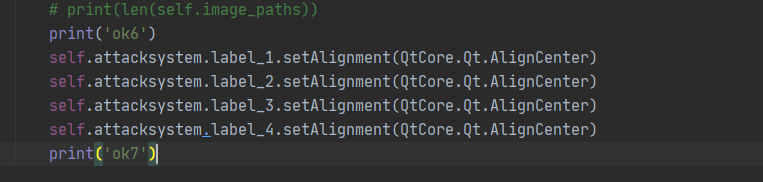 # print(len(self.image_paths))
print('ok6')
self.attacksystem.label_1.setAlignment(QtCore.Qt.AlignCenter)
self.attacksystem.label_2.setAlignment(QtCore.Qt.AlignCenter)
self.attacksystem.label_3.setAlignment(QtCore.Qt.AlignCenter)
self.attacksystem.label_4.setAlignment(QtCore.Qt.AlignCenter)
print('ok7')